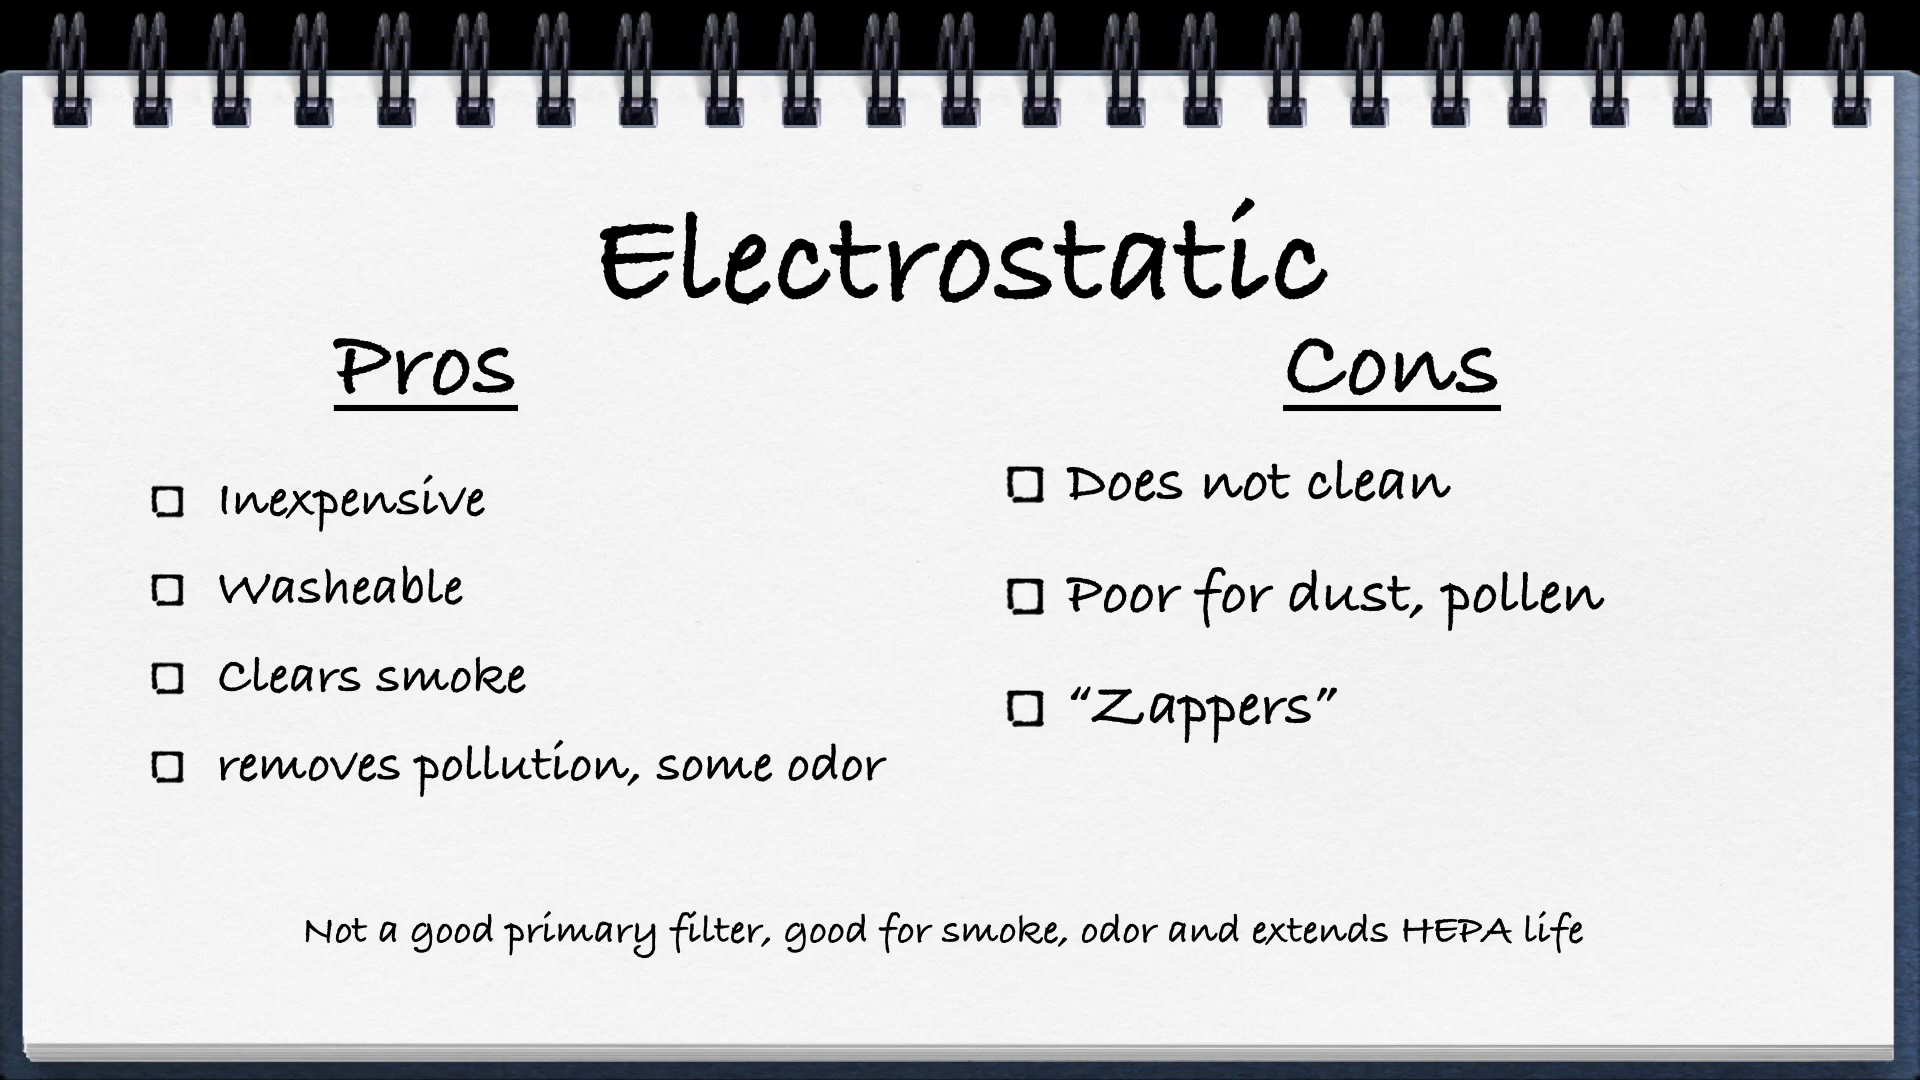 Electrostatic
Pros
Inexpensive
Washeable
Clears smoke
removes pollution, some odor
Cons
Does not clean
Poor for dust, pollen
“Zappers”
Not a good primary filter, good for smoke, odor and extends HEPA life